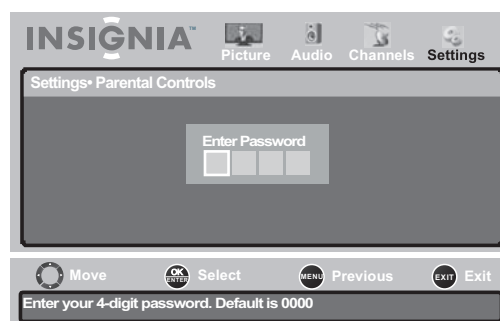 INSIGNIA™
Picture Audio Channels Settings
Settings• Parental Controls
Enter Password
Move OK ENTER Select MENU Previous EXIT Exit
Enter your 4-digit password. Default is 0000